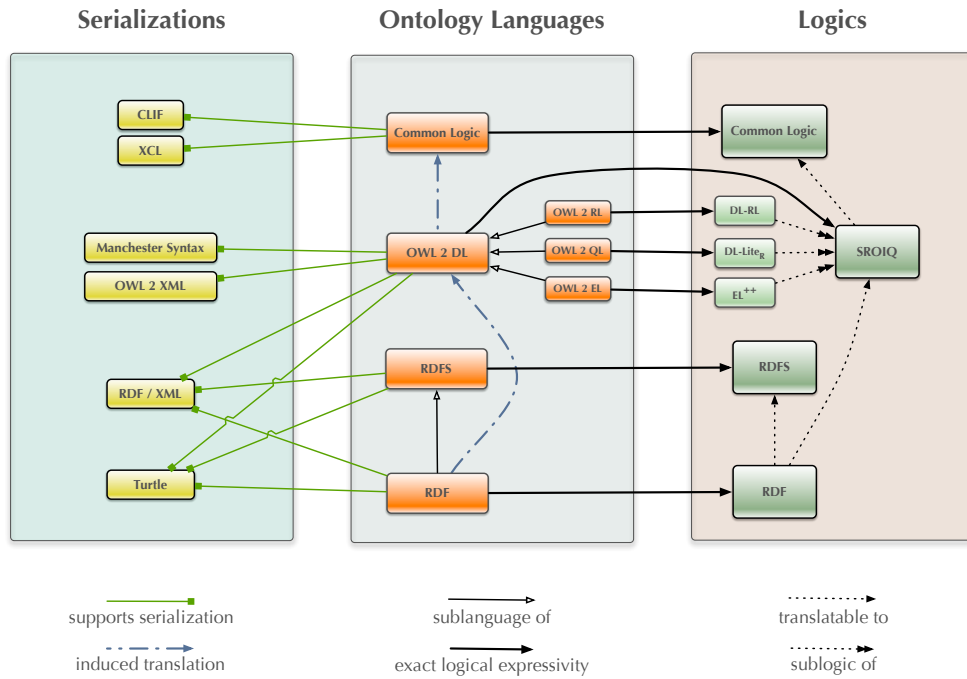 Serializations
Ontology Languages
Logics
CLIF
XCL
Common Logic
Common Logic
OWL 2 RL
DL-RL
Manchester Syntax
OWL 2 DL
OWL 2 QL
DL-LiteR
SROIQ
OWL 2 XML
OWL 2 EL
EL++
RDF / XML
RDFS
RDFS
Turtle
RDF
RDF
supports serialization
sublanguage of
translatable to
induced translation
exact logical expressivity
sublogic of